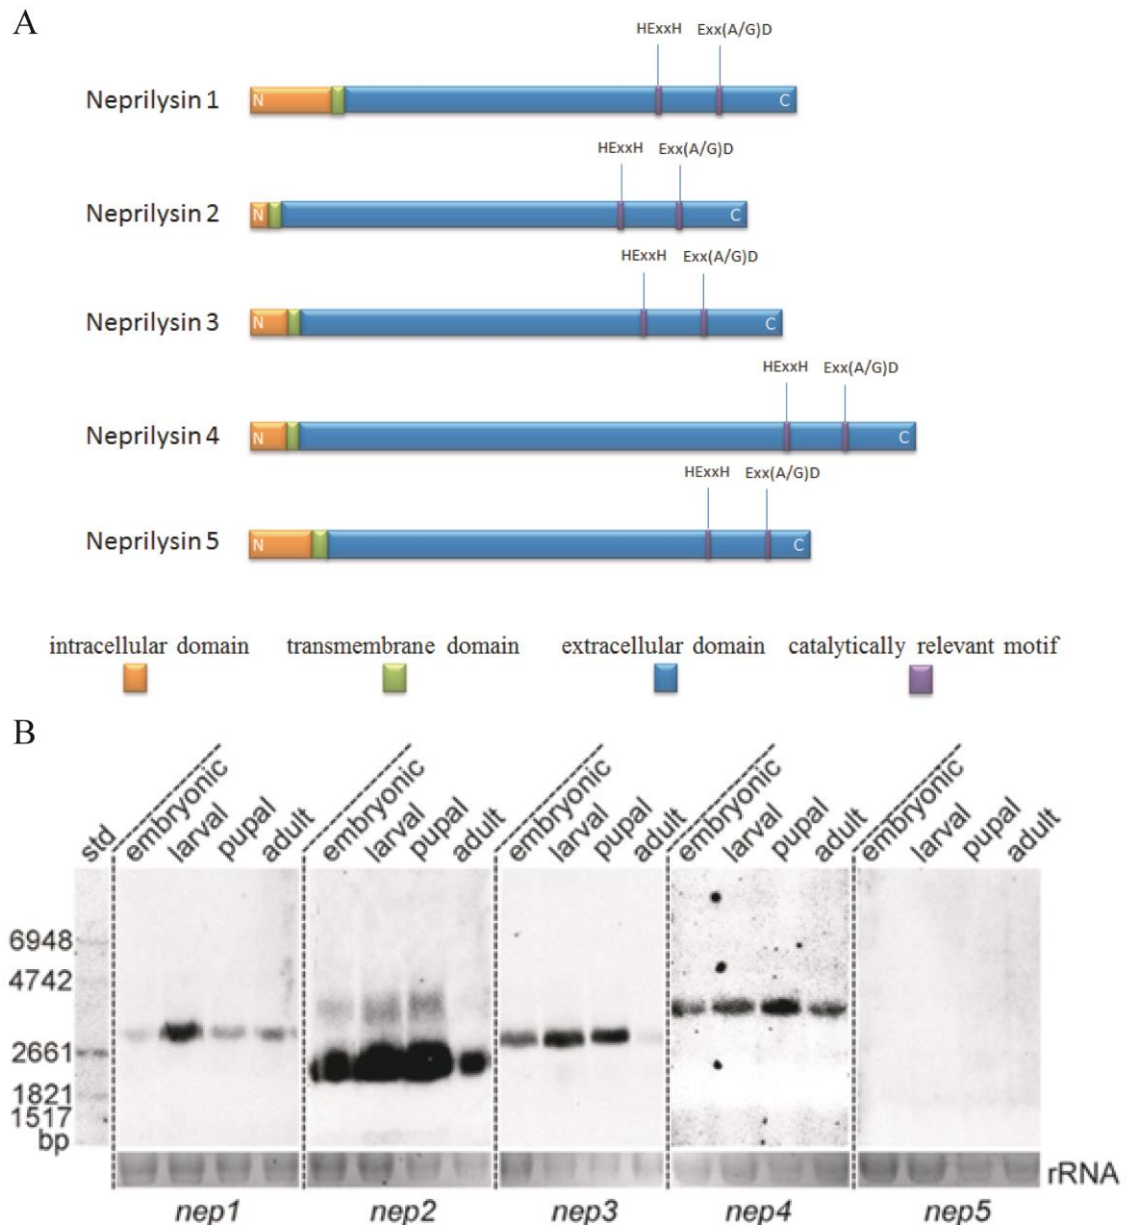 A
HExxH Exx(A/G)D
Neprilysin 1 N C
HExxH Exx(A/G)D
Neprilysin 2 N C
HExxH Exx(A/G)D
Neprilysin 3 N C
HExxH Exx(A/G)D
Neprilysin 4 N C
HExxH Exx(A/G)D
Neprilysin 5 N C
intracellular domain transmembrane domain extracellular domain catalytically relevant motif
B
std embryonic larval pupal adult embryonic larval pupal adult embryonic larval pupal adult embryonic larval pupal adult embryonic larval pupal adult
6948
4742
2661
1821
1517
bp
rRNA
nep1 nep2 nep3 nep4 nep5